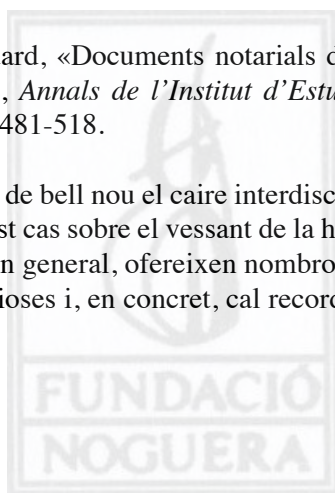 ard, «Documents notarials d
, Annals de l’Institut d’Estu
481-518.
de bell nou el caire interdisc
st cas sobre el vessant de la h
n general, ofereixen nombro
ioses i, en concret, cal record
FUNDACIÓ
NOGUERA